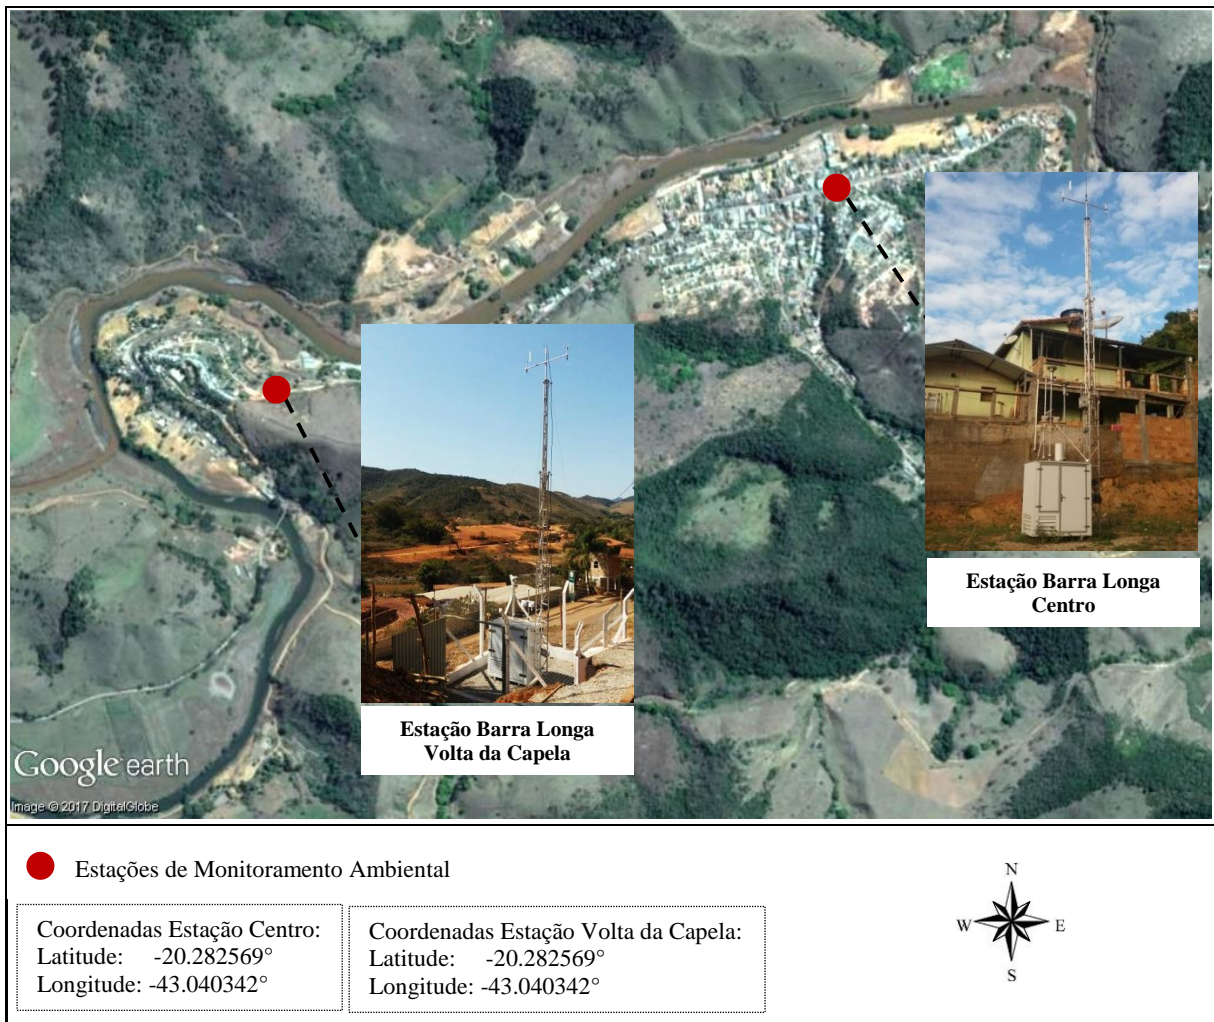 Estação Barra Longa
Centro
Estação Barra Longa
Volta da Capela
Google earth
Image © 2017 DigitalGlobe
Estações de Monitoramento Ambiental
Coordenadas Estação Centro:
Latitude: -20.282569°
Longitude: -43.040342°
Coordenadas Estação Volta da Capela:
Latitude: -20.282569°
Longitude: -43.040342°
N
W E
S